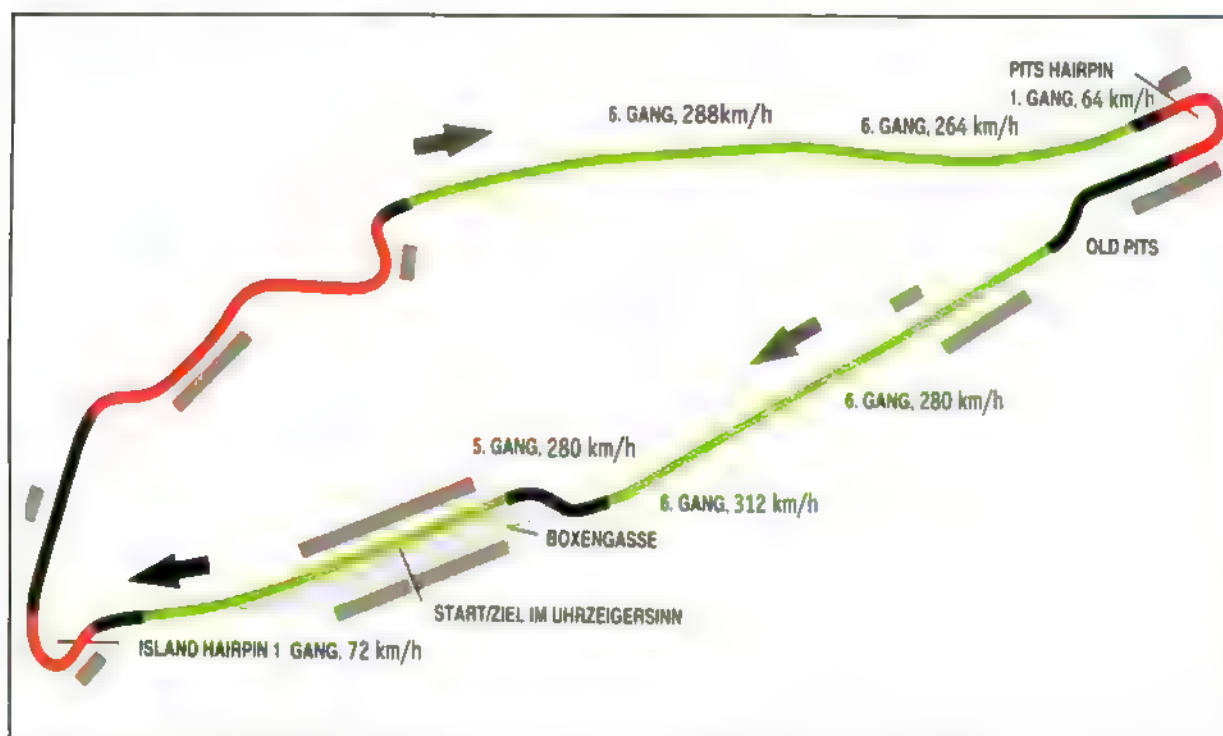 PITS HAIRPIN
1. GANG, 64 km/h
6. GANG, 288km/h
6. GANG, 264 km/h
OLD PITS
6. GANG, 280 km/h
5. GANG, 280 km/h
6. GANG, 312 km/h
BOXENGASSE
START/ZIEL IM UHRZEIGERSINN
ISLAND HAIRPIN 1 GANG, 72 km/h